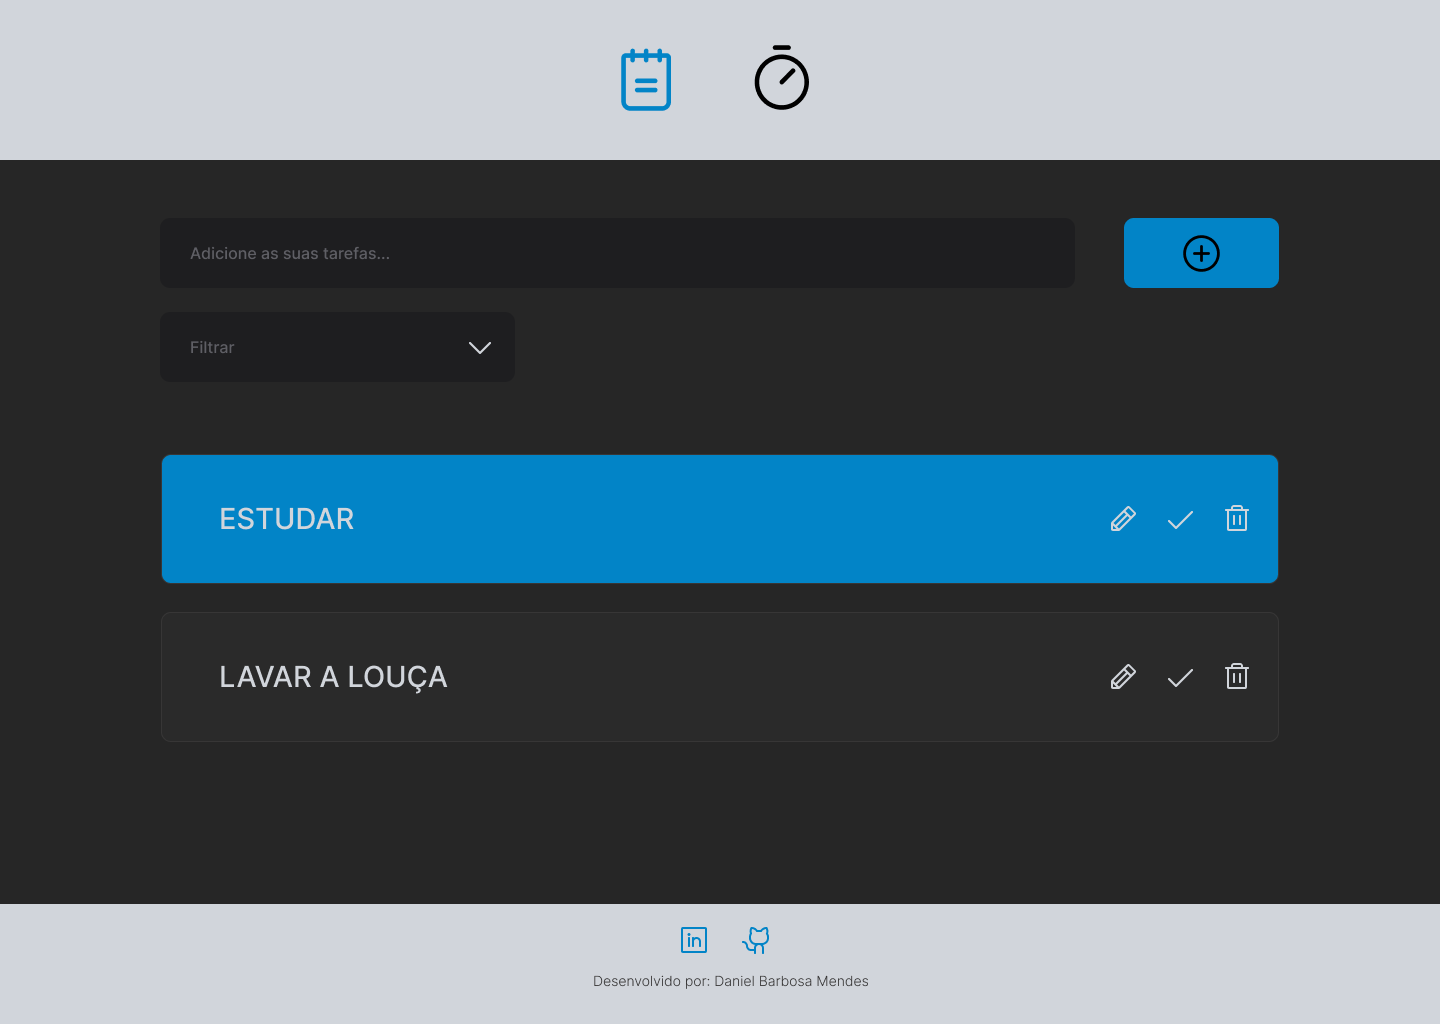 Adicione as suas tarefas...
Filtrar
ESTUDAR
LAVAR A LOUÇA
in
Desenvolvido por: Daniel Barbosa Mendes